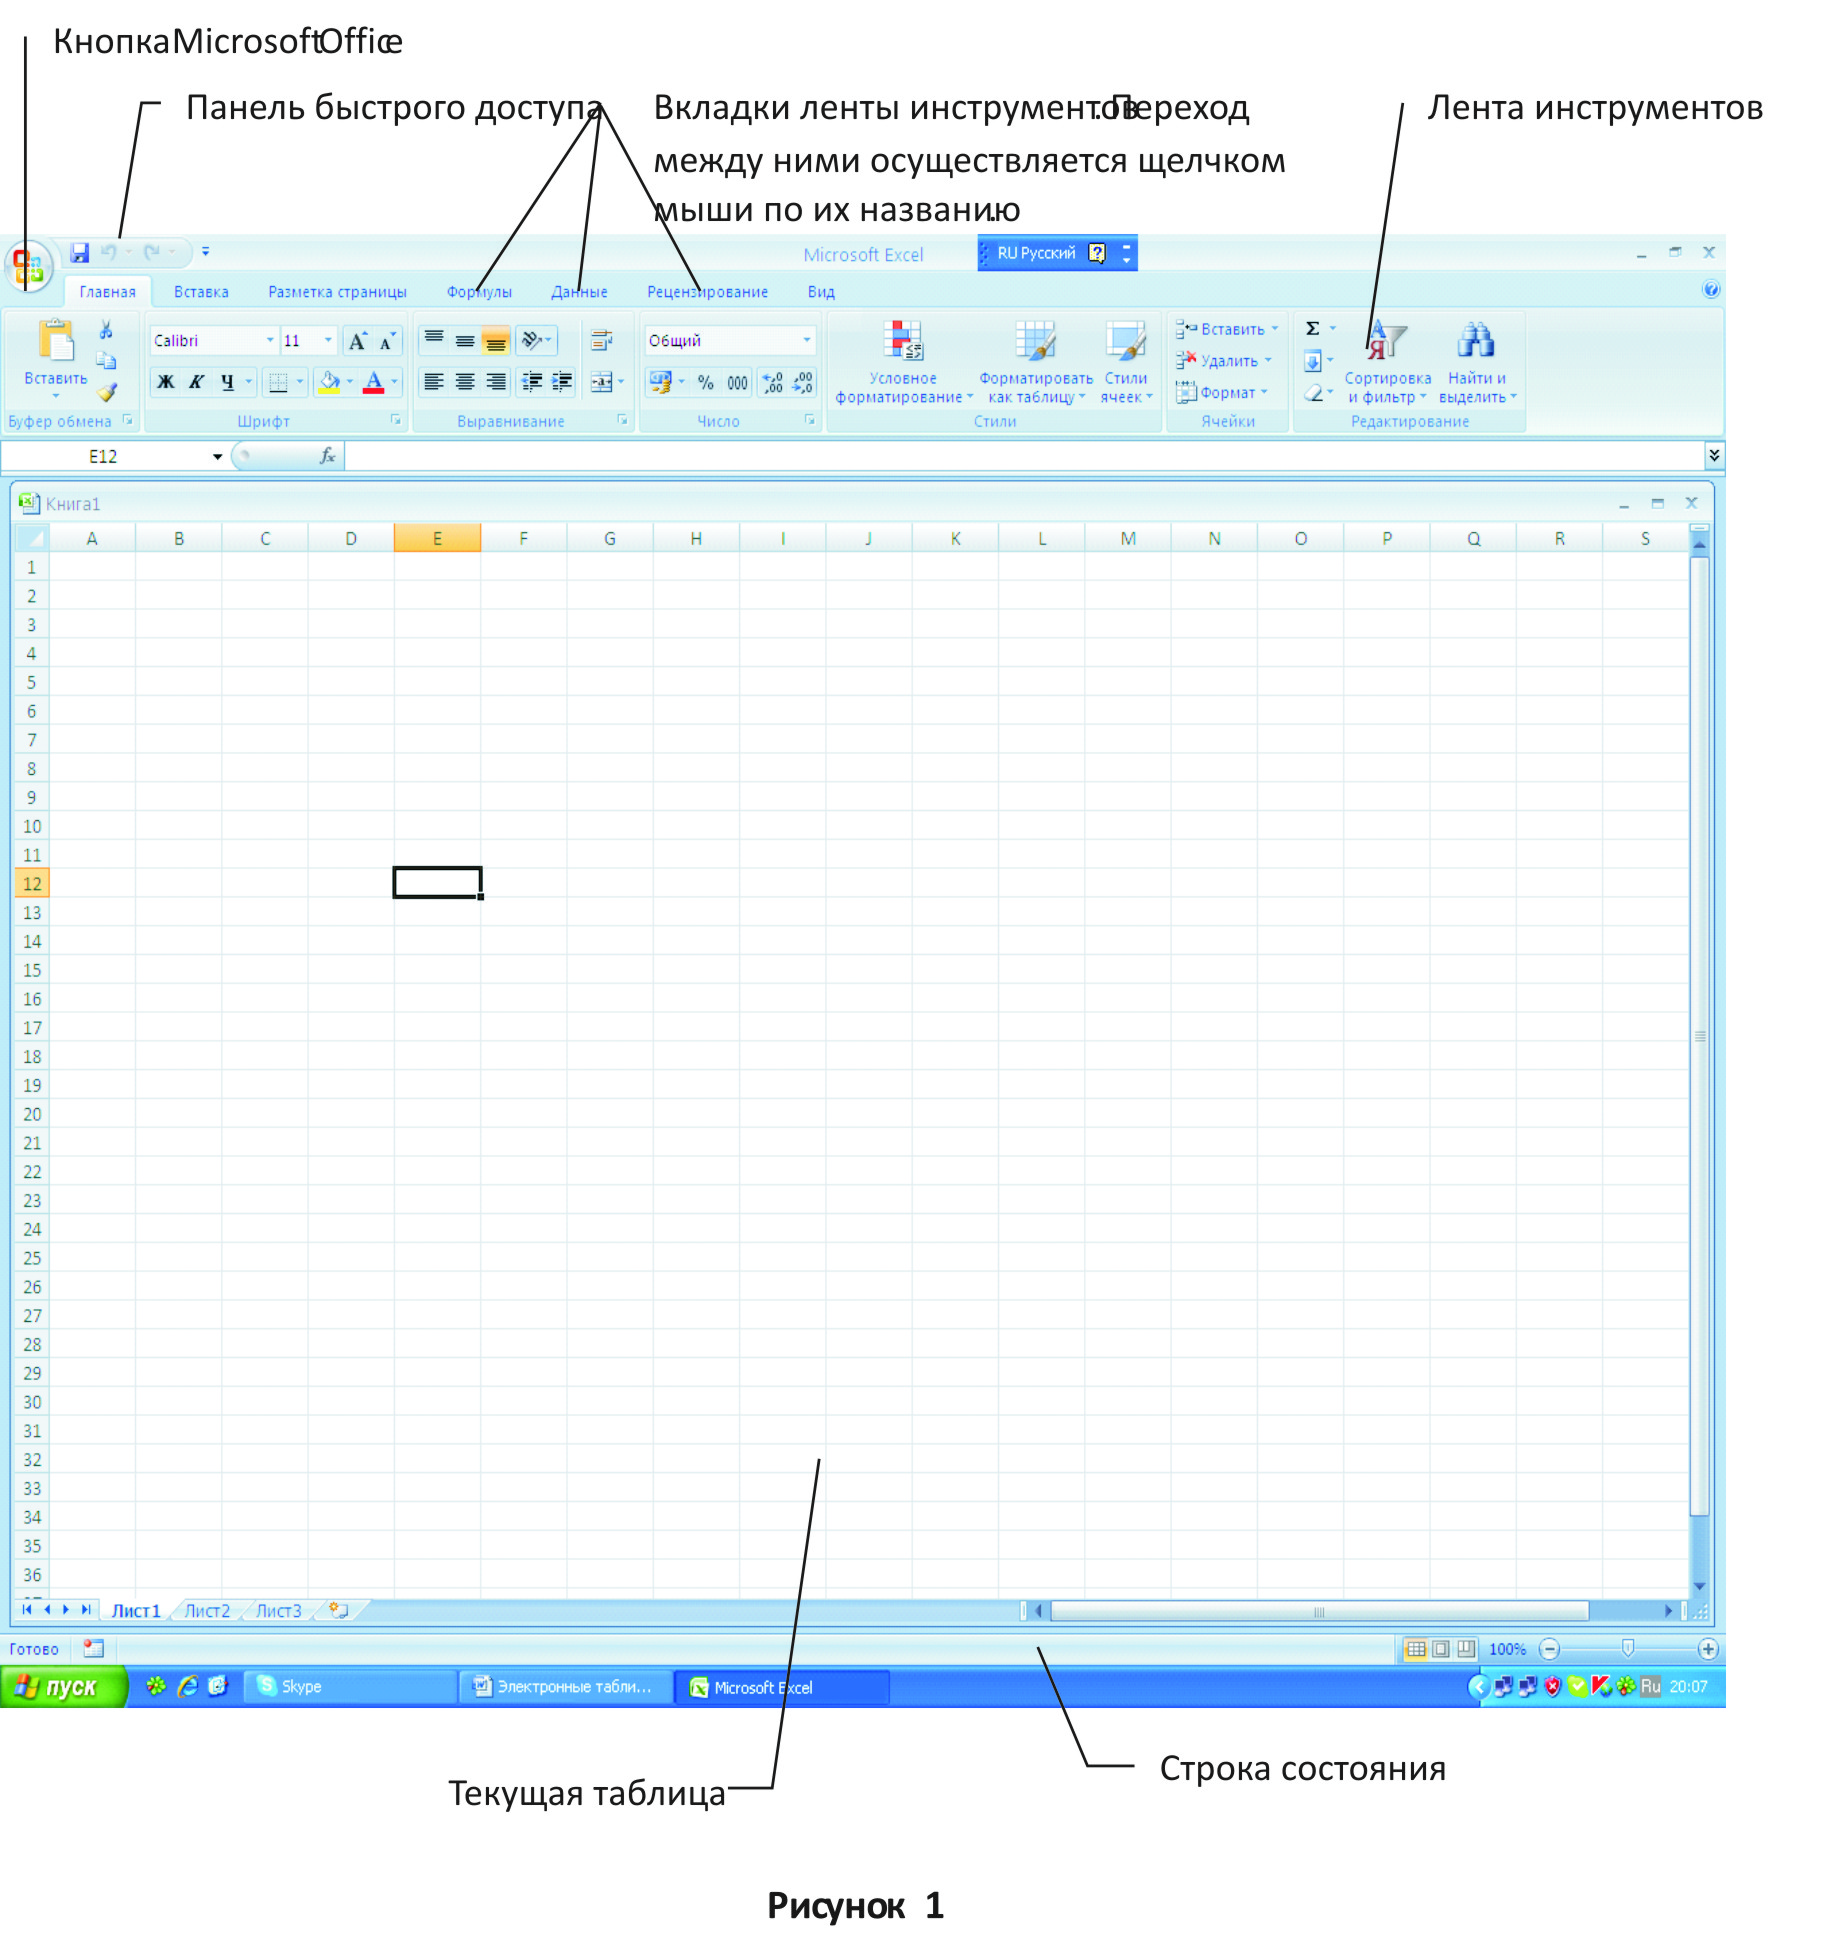 Кнопка Microsoft Office
Панель быстрого доступа
Вкладки ленты инструментов. Переход
между ними осуществляется щелчком
мыши по их названию.
Лента инструментов
Microsoft Excel
RU Русский
Главная Вставка Разметка страницы Формулы Данные Рецензирование Вид
Calibri 11 А А Общий Вставить Σ
Вставить Ж К Ч А % 000 ,0 ,00 ,00 ,0 Условное форматирование Форматировать как таблицу Стили ячеек Удалить Формат Сортировка и фильтр Найти и выделить
Буфер обмена Шрифт Выравнивание Число Стили Ячейки Редактирование
E12 fx
Книга1
A B C D E F G H I J K L M N O P Q R S
1
2
3
4
5
6
7
8
9
10
11
12
13
14
15
16
17
18
19
20
21
22
23
24
25
26
27
28
29
30
31
32
33
34
35
36
Лист1 Лист2 Лист3
Готово 100%
пуск Skype Электронные табли... Microsoft Excel Ru 20:07
Текущая таблица
Строка состояния
Рисунок 1